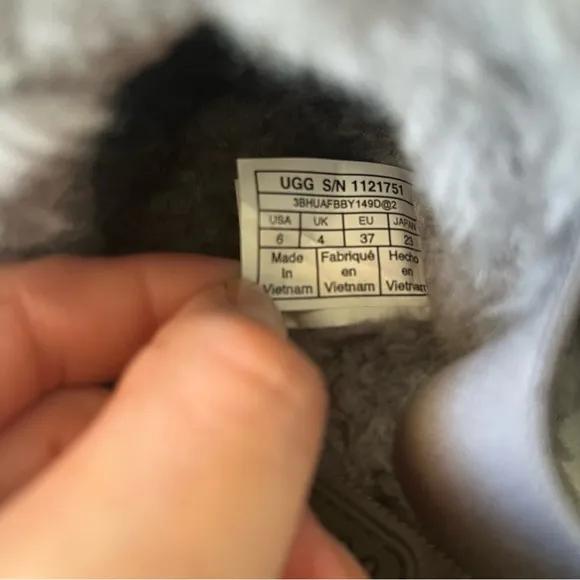 UGG S/N 1121751
3BHUAFBBY149D@2
USA UK EU JAPAN
6 4 37 23
Made Fabriqué Hecho
In en en
Vietnam Vietnam Vietnam